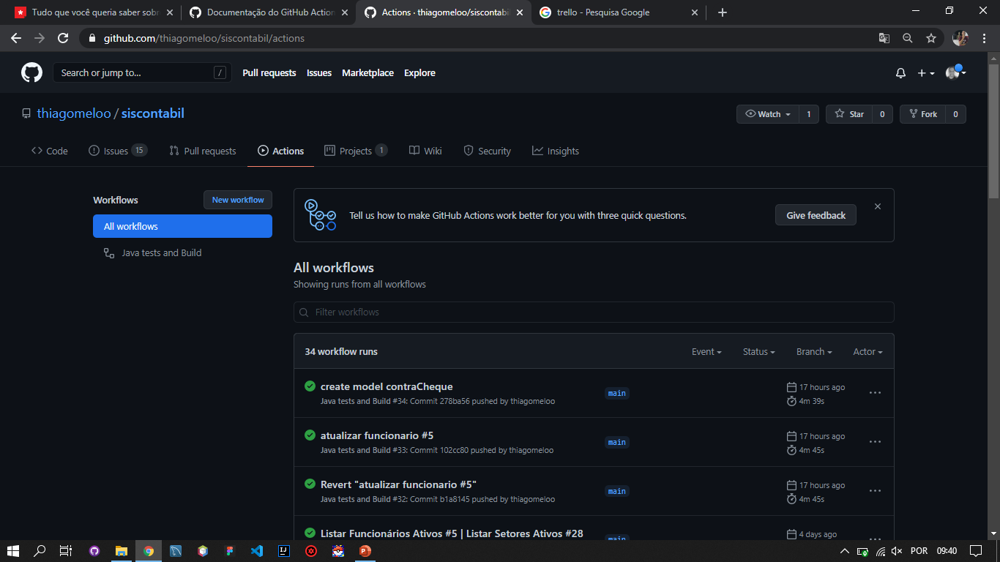 Tudo que você queria saber sobr
Documentação do GitHub Action
Actions · thiagomeloo/siscontabil
trello - Pesquisa Google
github.com/thiagomeloo/siscontabil/actions
Search or jump to...
/
Pull requests
Issues
Marketplace
Explore
thiagomeloo / siscontabil
Watch
1
Star
0
Fork
0
Code
Issues 15
Pull requests
Actions
Projects 1
Wiki
Security
Insights
Workflows
New workflow
All workflows
Java tests and Build
Tell us how to make GitHub Actions work better for you with three quick questions.
Give feedback
All workflows
Showing runs from all workflows
Filter workflows
34 workflow runs
Event
Status
Branch
Actor
create model contraCheque
Java tests and Build #34: Commit 278ba56 pushed by thiagomeloo
main
17 hours ago
4m 39s
atualizar funcionario #5
Java tests and Build #33: Commit 102cc80 pushed by thiagomeloo
main
17 hours ago
4m 45s
Revert "atualizar funcionario #5"
Java tests and Build #32: Commit b1a8145 pushed by thiagomeloo
main
17 hours ago
4m 45s
Listar Funcionários Ativos #5 | Listar Setores Ativos #28
main
4 days ago
IJ
POR
09:40